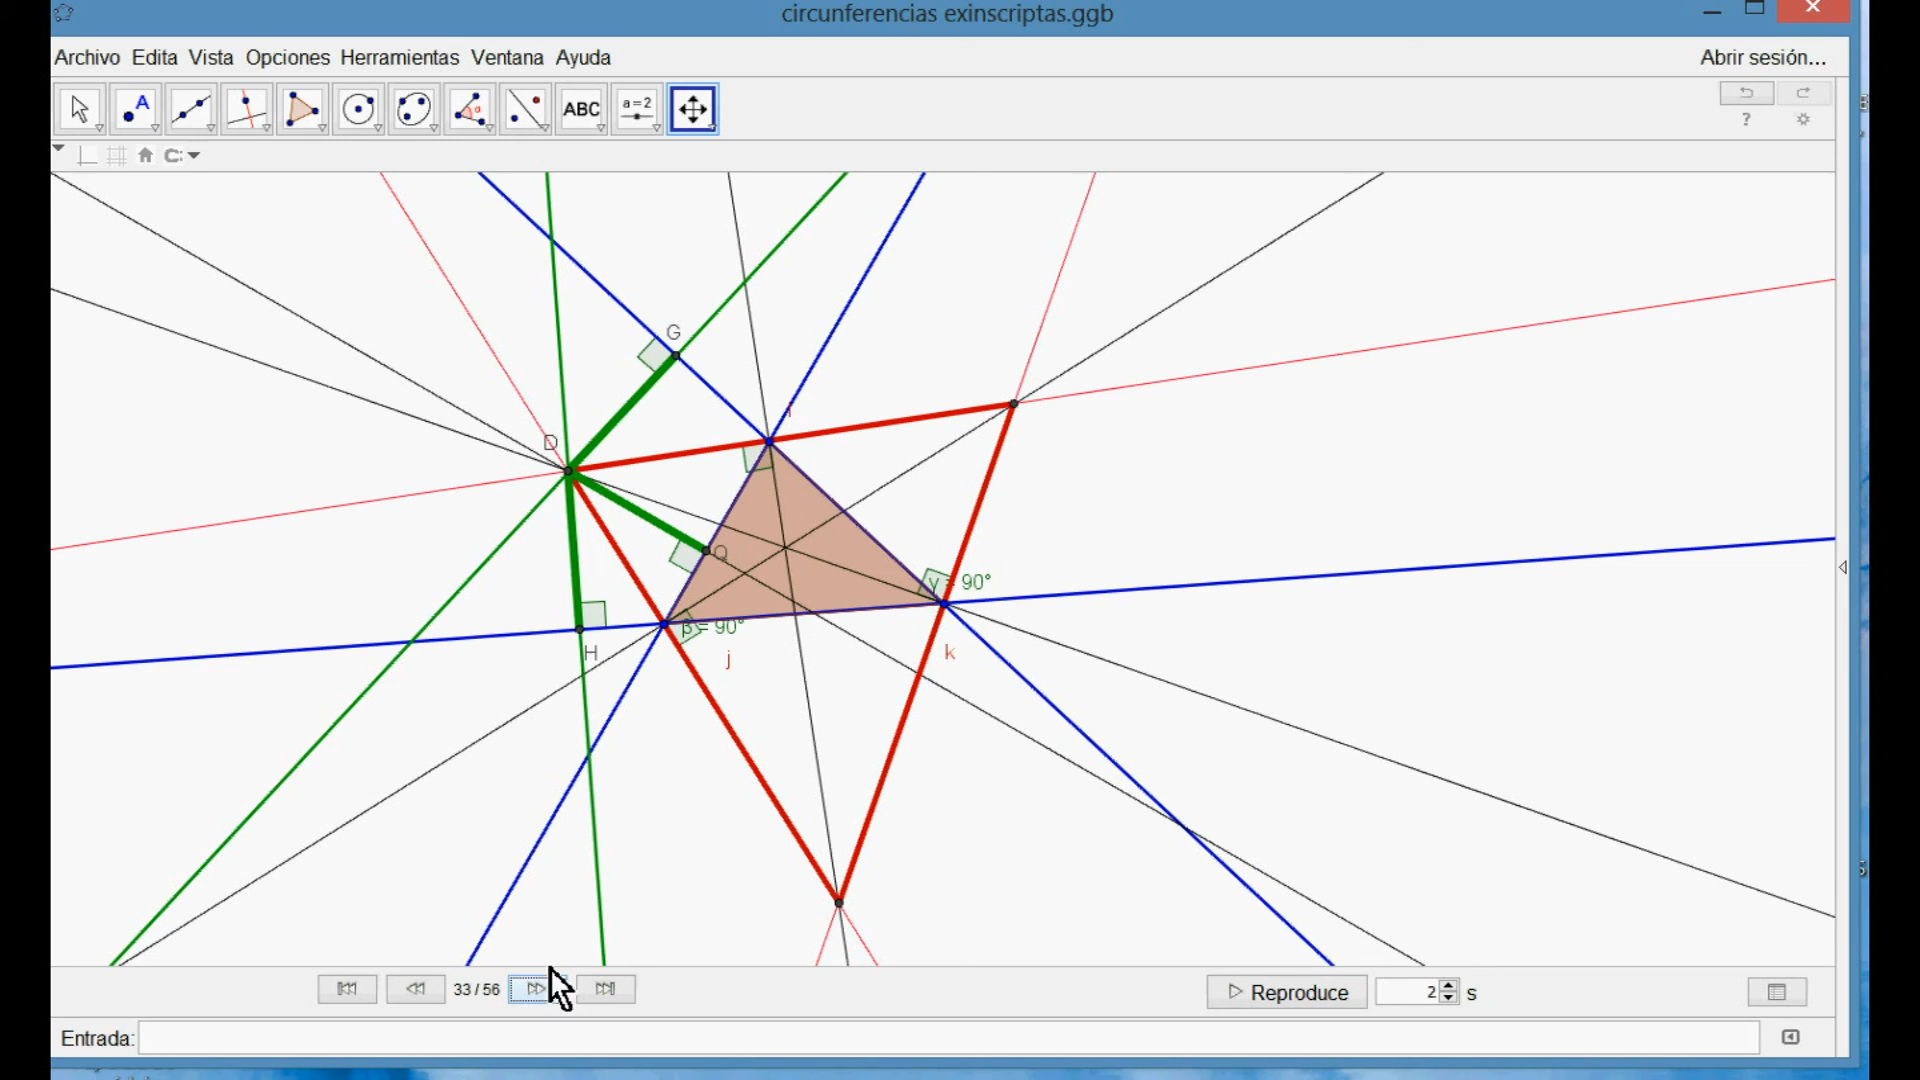 circunferencias exinscriptas.ggb
Archivo Edita Vista Opciones Herramientas Ventana Ayuda
Abrir sesión...
A
α
ABC
a=2
?
G
D
i
Q
γ = 90°
β = 90°
H
j
k
33 / 56
Reproduce
2 s
Entrada: